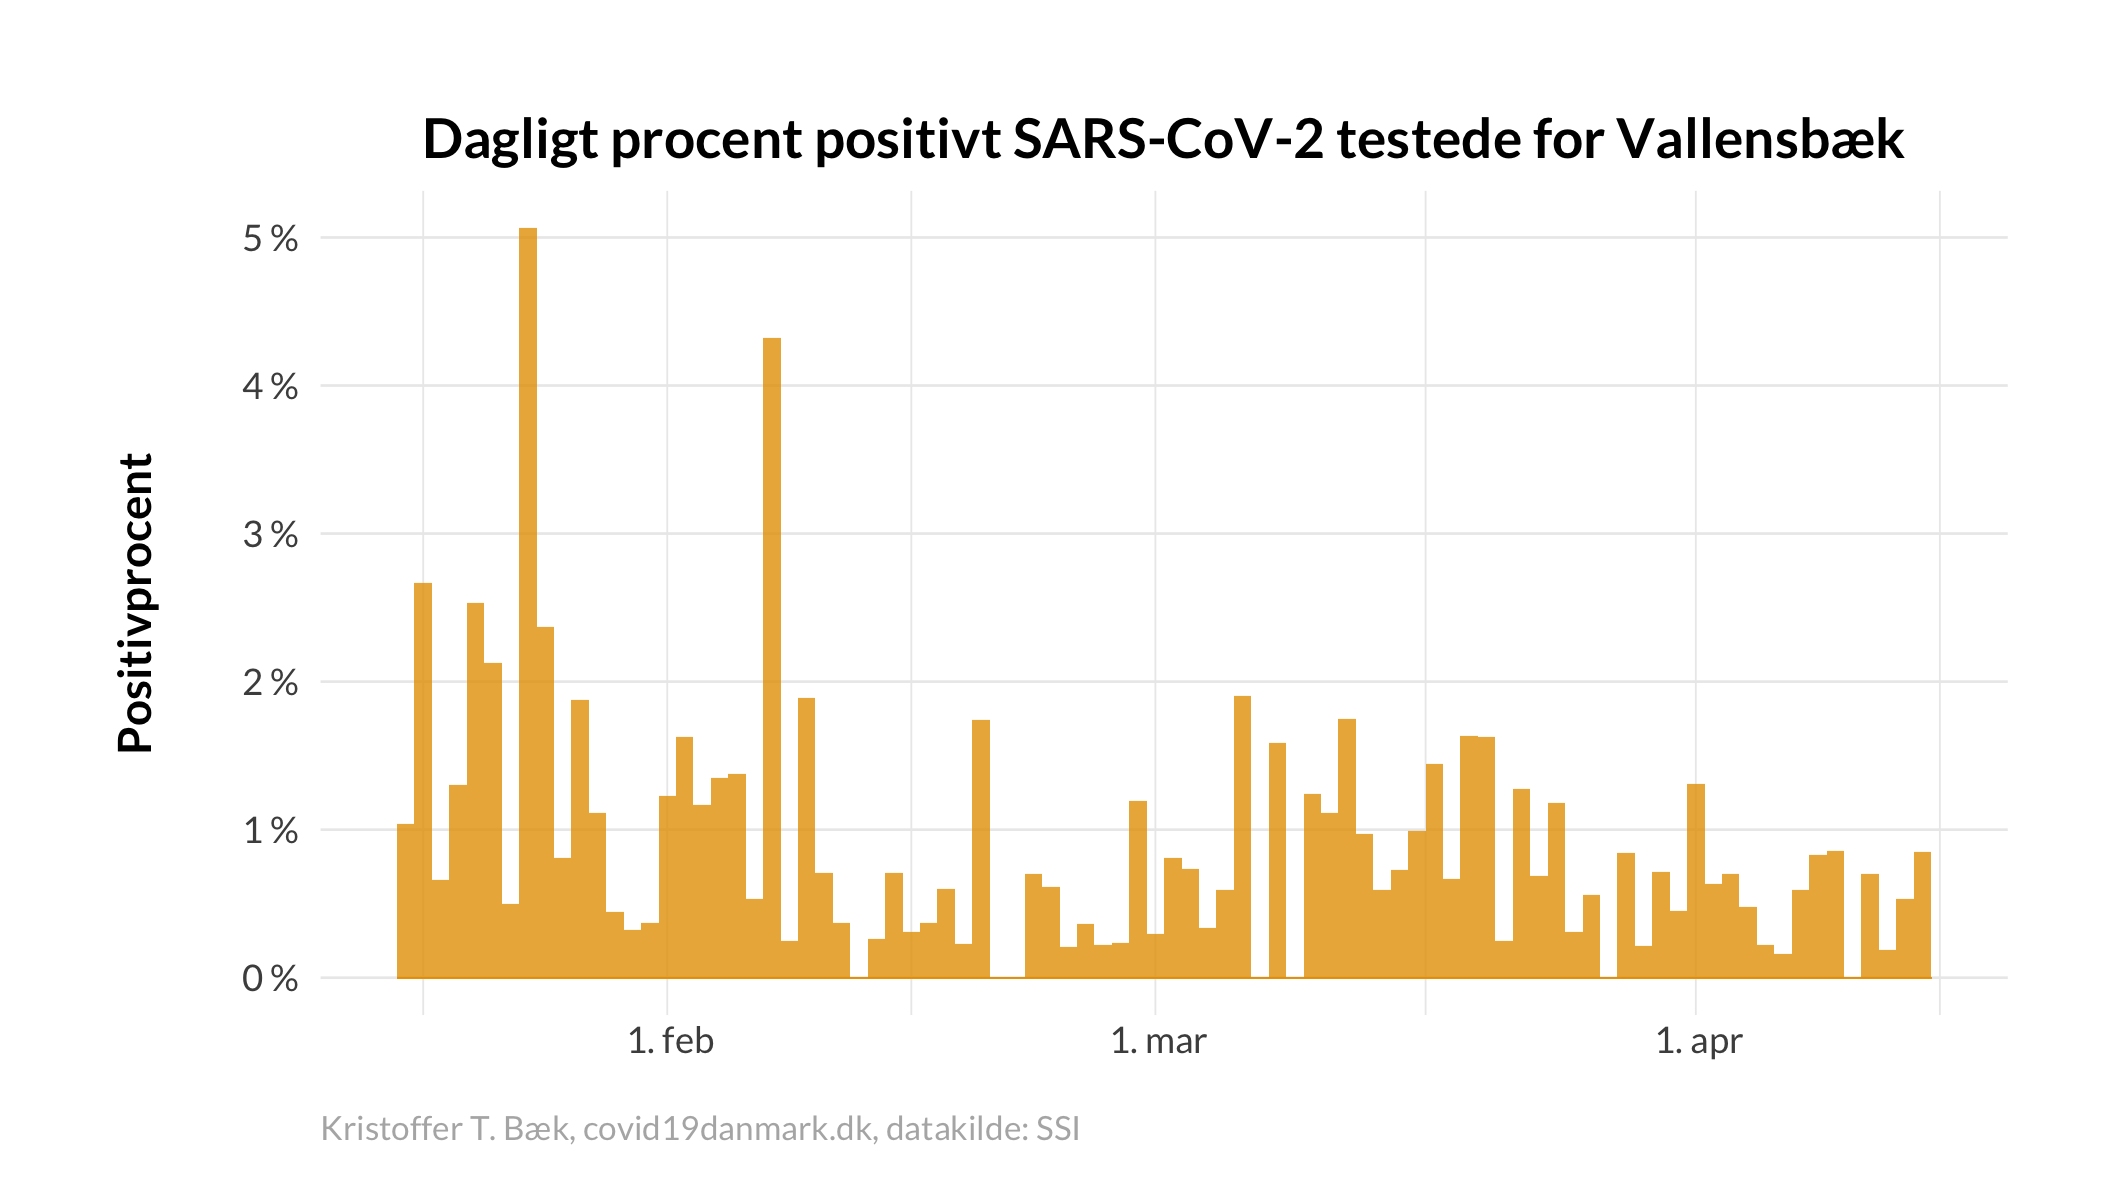 Dagligt procent positivt SARS-CoV-2 testede for Vallensbæk
Positivprocent
5 %
4 %
3 %
2 %
1 %
0 %
1. feb
1. mar
1. apr
Kristoffer T. Bæk, covid19danmark.dk, datakilde: SSI